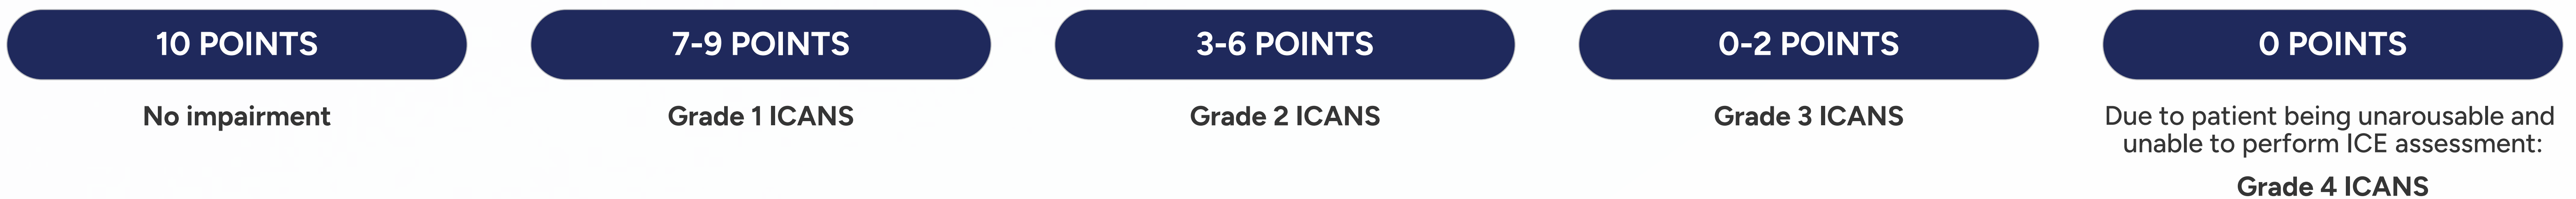 10 POINTS
No impairment
7-9 POINTS
Grade 1 ICANS
3-6 POINTS
Grade 2 ICANS
0-2 POINTS
Grade 3 ICANS
0 POINTS
Due to patient being unarousable and
unable to perform ICE assessment:
Grade 4 ICANS